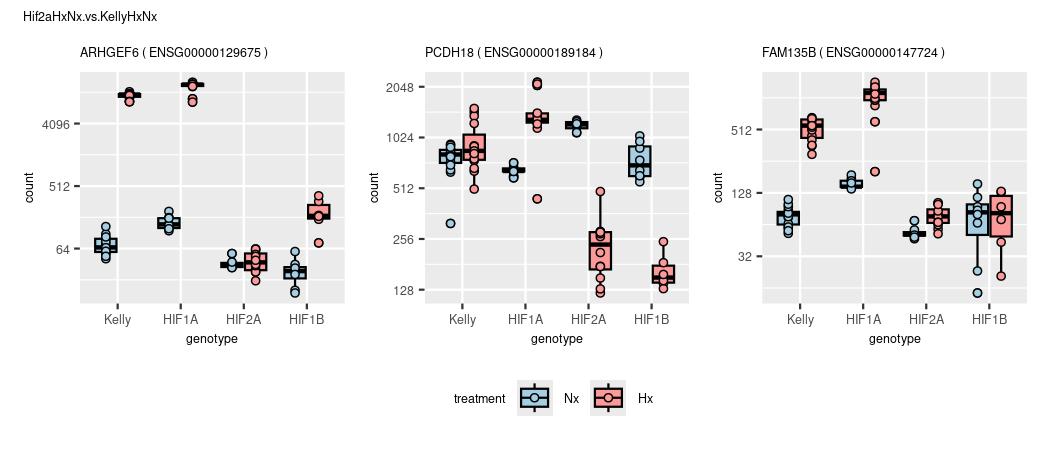 Hif2aHxNx.vs.KellyHxNx
ARHGEF6 ( ENSG00000129675 )
PCDH18 ( ENSG00000189184 )
FAM135B ( ENSG00000147724 )
count
4096
512
64
Kelly HIF1A HIF2A HIF1B
genotype
count
2048
1024
512
256
128
Kelly HIF1A HIF2A HIF1B
genotype
count
512
128
32
Kelly HIF1A HIF2A HIF1B
genotype
treatment Nx Hx